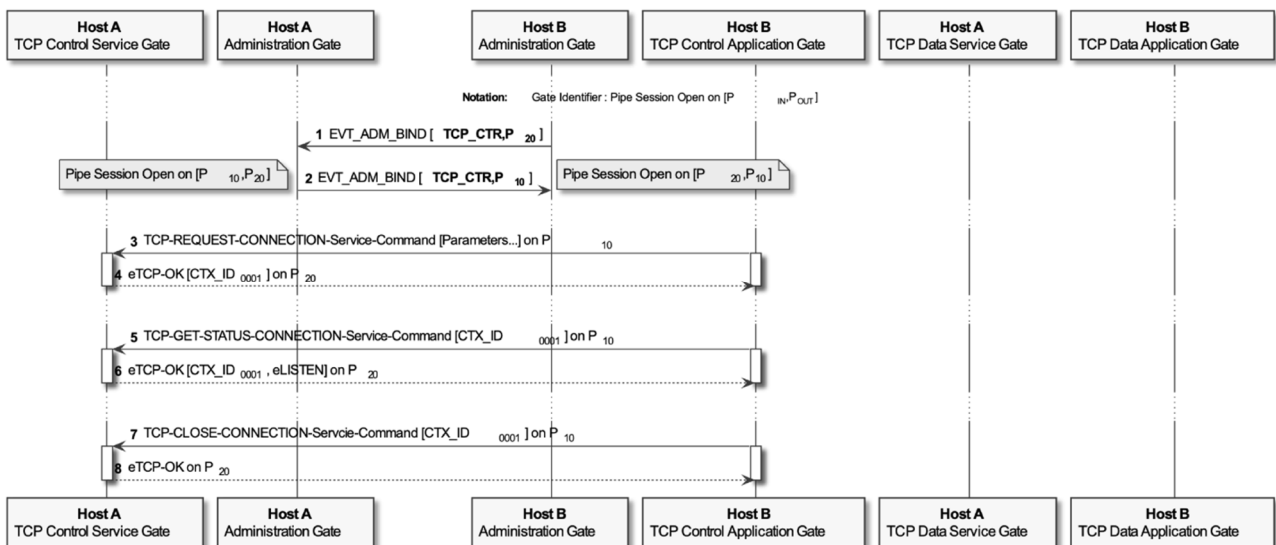 Host A
TCP Control Service Gate
Host A
Administration Gate
Host B
Administration Gate
Host B
TCP Control Application Gate
Host A
TCP Data Service Gate
Host B
TCP Data Application Gate
Notation: Gate Identifier : Pipe Session Open on [P IN,POUT]
1 EVT_ADM_BIND [ TCP_CTR,P 20 ]
Pipe Session Open on [P 10,P20]
2 EVT_ADM_BIND [ TCP_CTR,P 10 ]
Pipe Session Open on [P 20,P10]
3 TCP-REQUEST-CONNECTION-Service-Command [Parameters...] on P 10
4 eTCP-OK [CTX_ID 0001 ] on P 20
5 TCP-GET-STATUS-CONNECTION-Service-Command [CTX_ID 0001 ] on P 10
6 eTCP-OK [CTX_ID 0001 , eLISTEN] on P 20
7 TCP-CLOSE-CONNECTION-Servcie-Command [CTX_ID 0001 ] on P 10
8 eTCP-OK on P 20
Host A
TCP Control Service Gate
Host A
Administration Gate
Host B
Administration Gate
Host B
TCP Control Application Gate
Host A
TCP Data Service Gate
Host B
TCP Data Application Gate